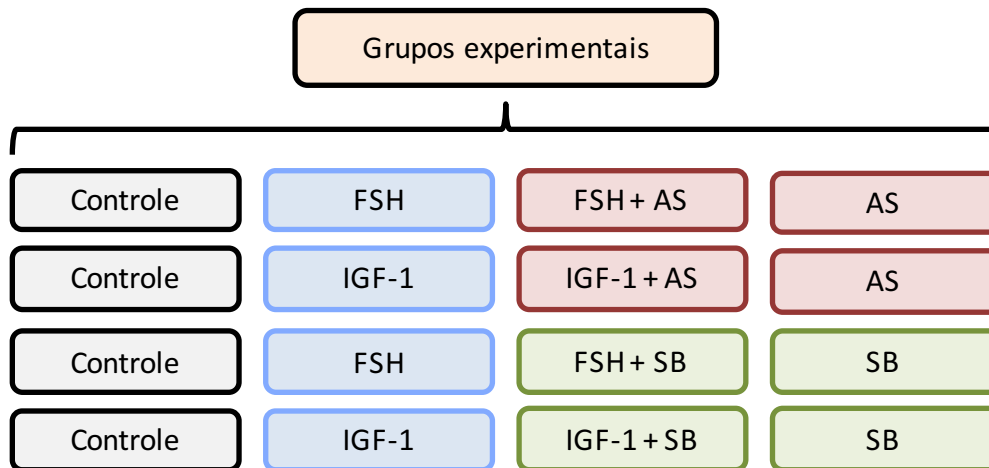 Grupos experimentais
Controle FSH FSH + AS AS
Controle IGF-1 IGF-1 + AS AS
Controle FSH FSH + SB SB
Controle IGF-1 IGF-1 + SB SB